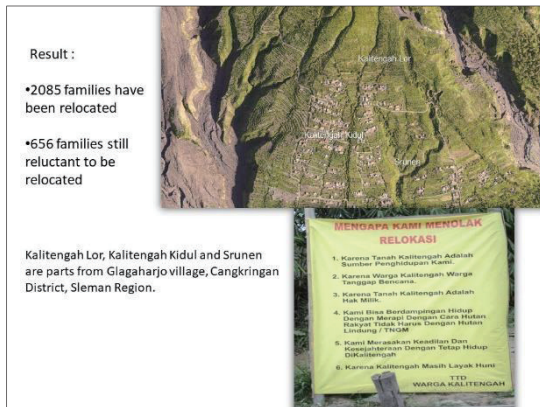 Result :
•2085 families have
been relocated
•656 families still
reluctant to be
relocated
Kalitengah Lor
Kalitengah Kidul
Srunen
Kalitengah Lor, Kalitengah Kidul and Srunen
are parts from Glagaharjo village, Cangkringan
District, Sleman Region.
MENGAPA KAMI MENOLAK
RELOKASI
1. Karena Tanah Kalitengah Adalah
Sumber Penghidupan Kami.
2. Karena Warga Kalitengah Warga
Tanggap Bencana.
3. Karena Tanah Kalitengah Adalah
Hak Milik.
4. Kami Bisa Berdampingan Hidup
Dengan Merapi Dengan Cara Hutan
Rakyat Tidak Harus Dengan Hutan
Lindung / TNGM
5. Kami Merasakan Keadilan Dan
Kesejahteraan Dengan Tetap Hidup
DiKalitengah
6. Karena Kalitengah Masih Layak Huni
TTD
WARGA KALITENGAH